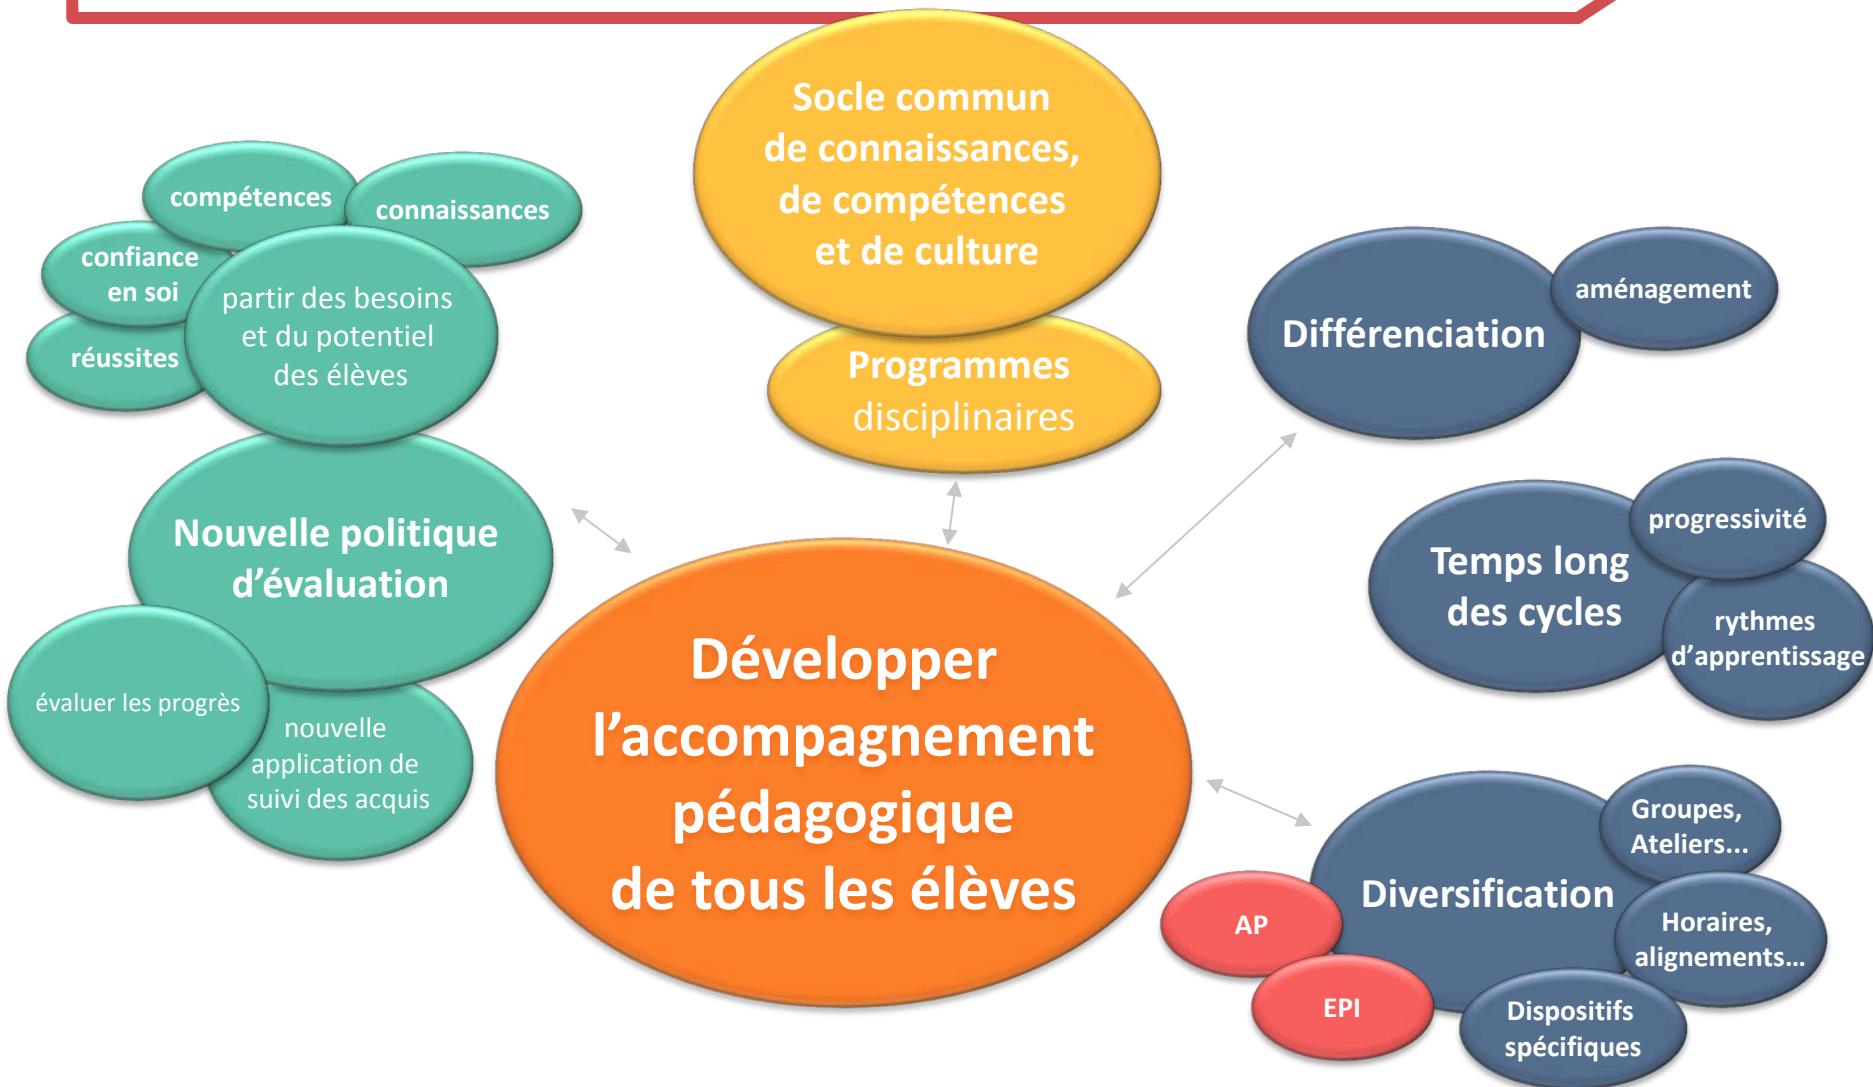 Socle commun
de connaissances,
de compétences
et de culture
Programmes
disciplinaires
compétences
connaissances
confiance
en soi
réussites
partir des besoins
et du potentiel
des élèves
Nouvelle politique
d’évaluation
évaluer les progrès
nouvelle
application de
suivi des acquis
Développer
l’accompagnement
pédagogique
de tous les élèves
Différenciation
aménagement
Temps long
des cycles
progressivité
rythmes
d’apprentissage
Diversification
Groupes,
Ateliers...
Horaires,
alignements…
Dispositifs
spécifiques
AP
EPI